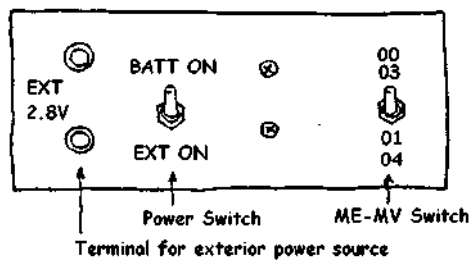 EXT
2.8V
BATT ON
EXT ON
00
03
01
04
Power Switch
ME-MV Switch
Terminal for exterior power source